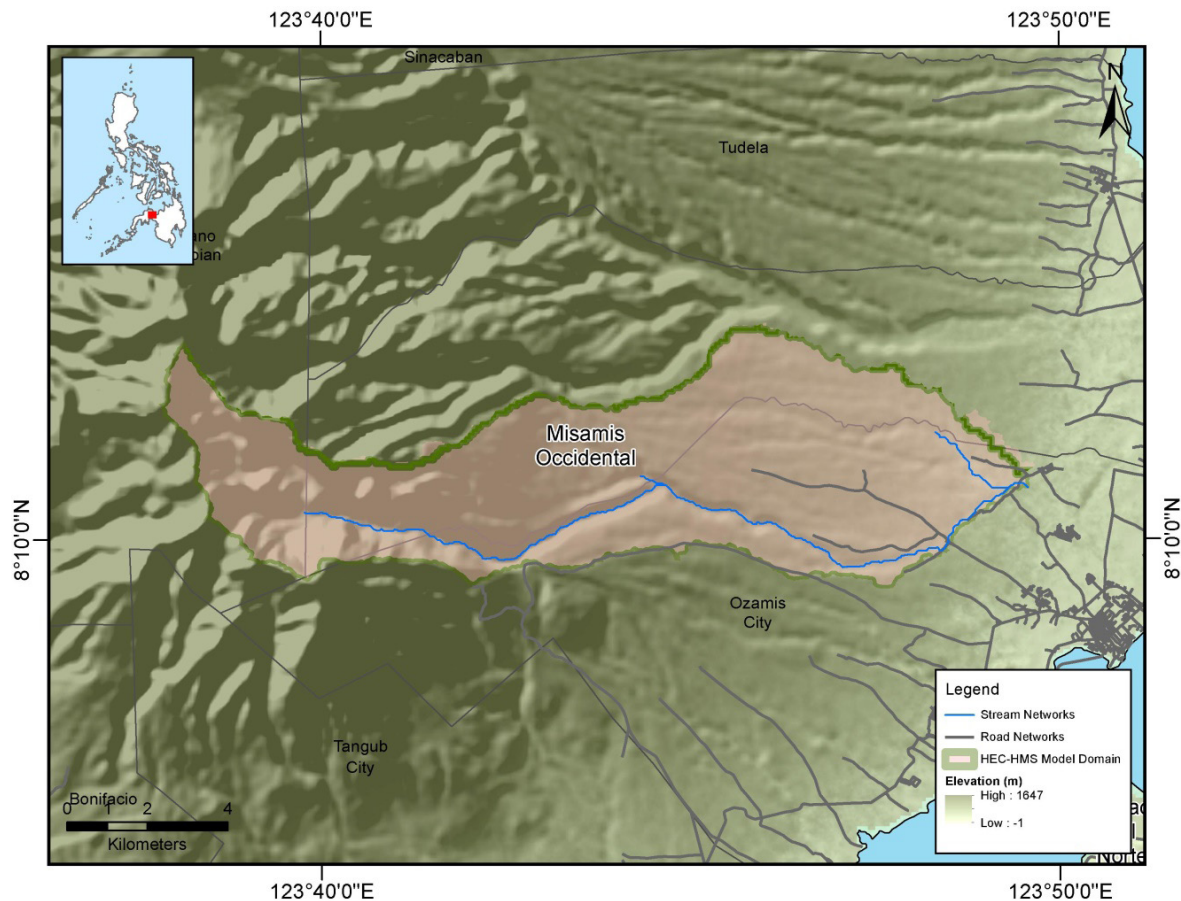 123°40'0"E
123°50'0"E
Sinacaban
N
Tudela
Misamis
Occidental
8°10'0"N
8°10'0"N
Ozamis
City
Tangub
City
Bonifacio
0 1 2 4
Kilometers
Legend
Stream Networks
Road Networks
HEC-HMS Model Domain
Elevation (m)
High : 1647
Low : -1
123°40'0"E
123°50'0"E